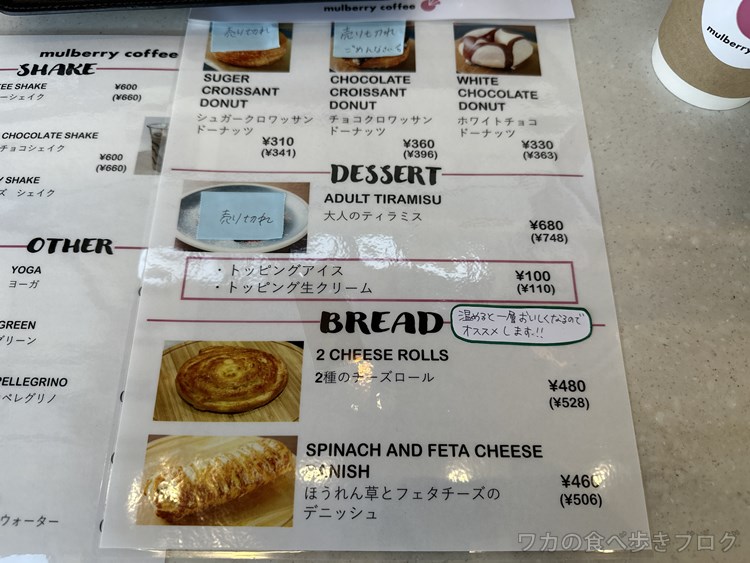 mulberry coffee
SHAKE
EE SHAKE
ーシェイク
¥600
(¥660)
CHOCOLATE SHAKE
チョコシェイク
¥600
(¥660)
Y SHAKE
ズ シェイク
OTHER
YOGA
ヨーガ
GREEN
グリーン
PELLEGRINO
ペレグリノ
ウォーター
mulberry coffee
売り切れ
SUGER
CROISSANT
DONUT
シュガークロワッサン
ドーナッツ
¥310
(¥341)
売り切れ
ごめんなさい
CHOCOLATE
CROISSANT
DONUT
チョコクロワッサン
ドーナッツ
¥360
(¥396)
WHITE
CHOCOLATE
DONUT
ホワイトチョコ
ドーナッツ
¥330
(¥363)
DESSERT
売り切れ
ADULT TIRAMISU
大人のティラミス
¥680
(¥748)
・トッピングアイス
・トッピング生クリーム
¥100
(¥110)
BREAD
温めると一層おいしくなるので
オススメします!!
2 CHEESE ROLLS
2種のチーズロール
¥480
(¥528)
SPINACH AND FETA CHEESE
DANISH
ほうれん草とフェタチーズの
デニッシュ
¥460
(¥506)
mulberry
ワカの食べ歩きブログ